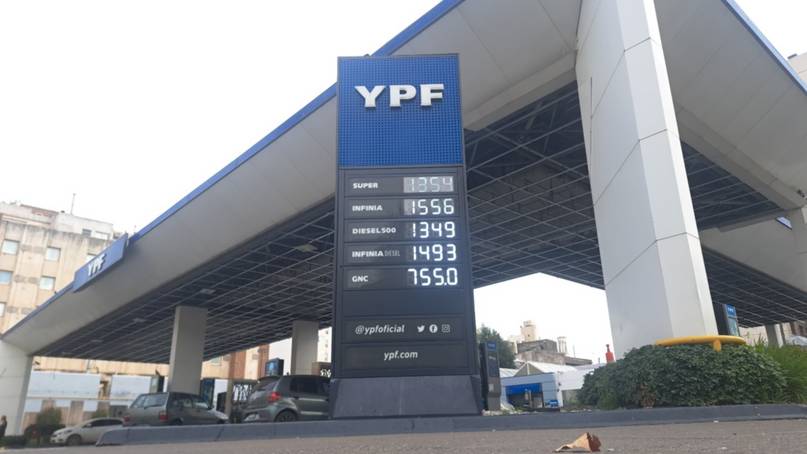 YPF
SUPER 1354
INFINIA 1556
DIESEL500 1349
INFINIA DIESEL 1493
GNC 755.0
@ypfoficial
ypf.com
YPF